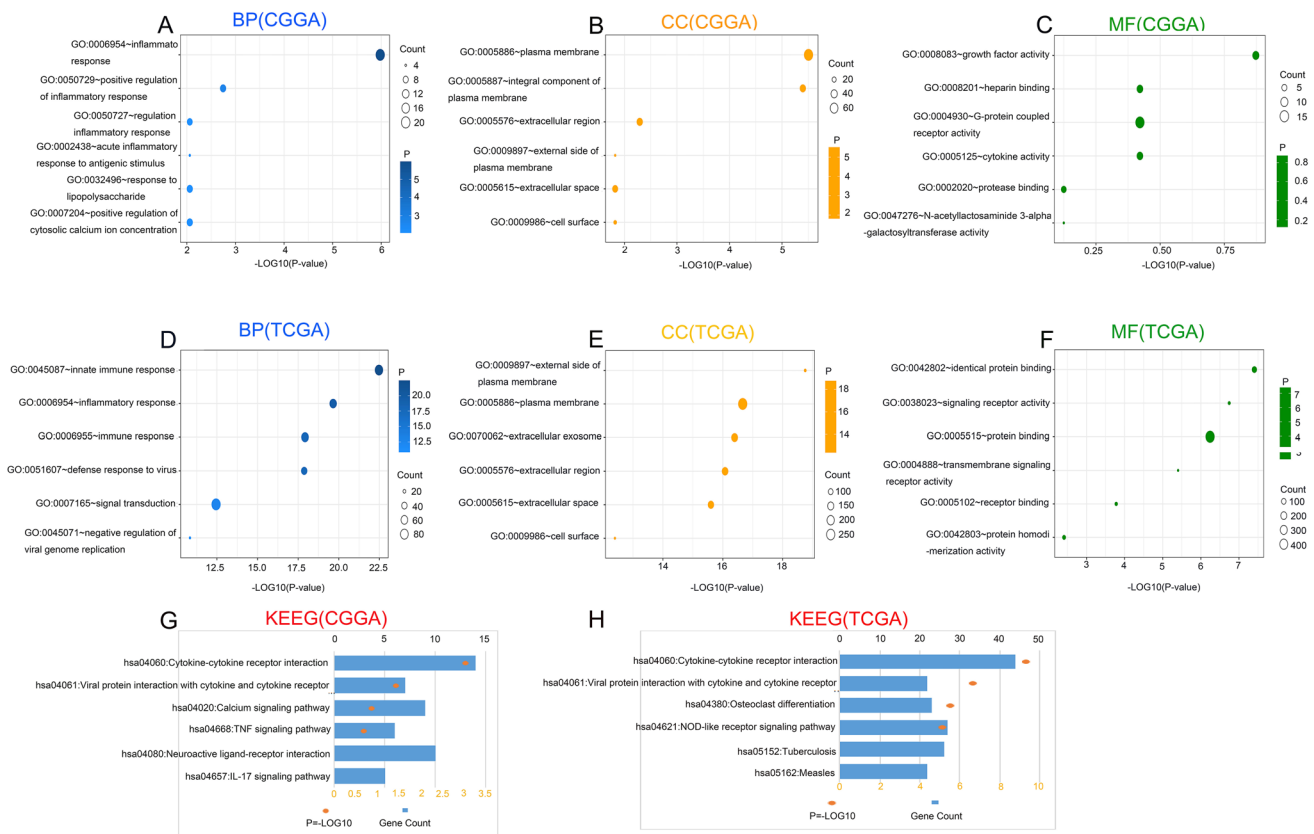 A
BP(CGGA)
GO:0006954~inflammato
response
GO:0050729~positive regulation
of inflammatory response
GO:0050727~regulation
inflammatory response
GO:0002438~acute inflammatory
response to antigenic stimulus
GO:0032496~response to
lipopolysaccharide
GO:0007204~positive regulation of
cytosolic calcium ion concentration
2 3 4 5 6
-LOG10(P-value)
Count
4
8
12
16
20
P
5
4
3
B
CC(CGGA)
GO:0005886~plasma membrane
GO:0005887~integral component of
plasma membrane
GO:0005576~extracellular region
GO:0009897~external side of
plasma membrane
GO:0005615~extracellular space
GO:0009986~cell surface
2 3 4 5
-LOG10(P-value)
Count
20
40
60
P
5
4
3
2
C
MF(CGGA)
GO:0008083~growth factor activity
GO:0008201~heparin binding
GO:0004930~G-protein coupled
receptor activity
GO:0005125~cytokine activity
GO:0002020~protease binding
GO:0047276~N-acetyllactosaminide 3-alpha
-galactosyltransferase activity
0.25 0.50 0.75
-LOG10(P-value)
Count
5
10
15
P
0.8
0.6
0.4
0.2
D
BP(TCGA)
GO:0045087~innate immune response
GO:0006954~inflammatory response
GO:0006955~immune response
GO:0051607~defense response to virus
GO:0007165~signal transduction
GO:0045071~negative regulation of
viral genome replication
12.5 15.0 17.5 20.0 22.5
-LOG10(P-value)
P
20.0
17.5
15.0
12.5
Count
20
40
60
80
E
CC(TCGA)
GO:0009897~external side of
plasma membrane
GO:0005886~plasma membrane
GO:0070062~extracellular exosome
GO:0005576~extracellular region
GO:0005615~extracellular space
GO:0009986~cell surface
14 16 18
-LOG10(P-value)
P
18
16
14
Count
100
150
200
250
F
MF(TCGA)
GO:0042802~identical protein binding
GO:0038023~signaling receptor activity
GO:0005515~protein binding
GO:0004888~transmembrane signaling
receptor activity
GO:0005102~receptor binding
GO:0042803~protein homodi
-merization activity
3 4 5 6 7
-LOG10(P-value)
P
7
6
5
4
Count
100
200
300
400
G
KEEG(CGGA)
0 5 10 15
hsa04060:Cytokine-cytokine receptor interaction
hsa04061:Viral protein interaction with cytokine and cytokine receptor
..
hsa04020:Calcium signaling pathway
hsa04668:TNF signaling pathway
hsa04080:Neuroactive ligand-receptor interaction
hsa04657:IL-17 signaling pathway
0 0.5 1 1.5 2 2.5 3 3.5
P=-LOG10 Gene Count
H
KEEG(TCGA)
0 10 20 30 40 50
hsa04060:Cytokine-cytokine receptor interaction
hsa04061:Viral protein interaction with cytokine and cytokine receptor
..
hsa04380:Osteoclast differentiation
hsa04621:NOD-like receptor signaling pathway
hsa05152:Tuberculosis
hsa05162:Measles
0 2 4 6 8 10
P=-LOG10 Gene Count